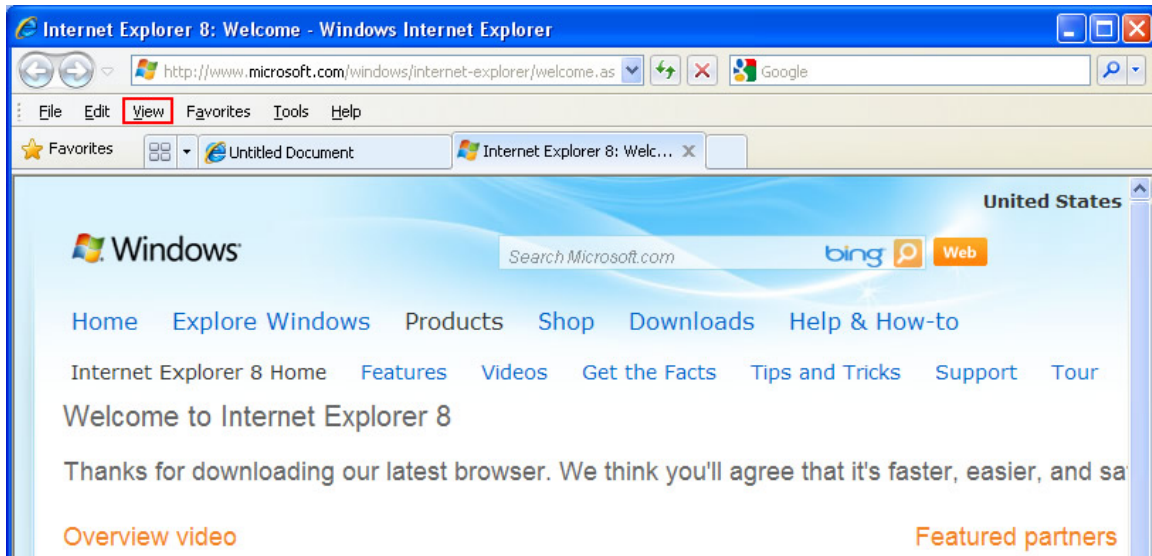 Internet Explorer 8: Welcome - Windows Internet Explorer
http://www.microsoft.com/windows/internet-explorer/welcome.as Google
File Edit View Favorites Tools Help
Favorites Untitled Document Internet Explorer 8: Welc...
United States
Windows Search Microsoft.com bing Web
Home Explore Windows Products Shop Downloads Help & How-to
Internet Explorer 8 Home Features Videos Get the Facts Tips and Tricks Support Tour
Welcome to Internet Explorer 8
Thanks for downloading our latest browser. We think you'll agree that it's faster, easier, and sa
Overview video Featured partners